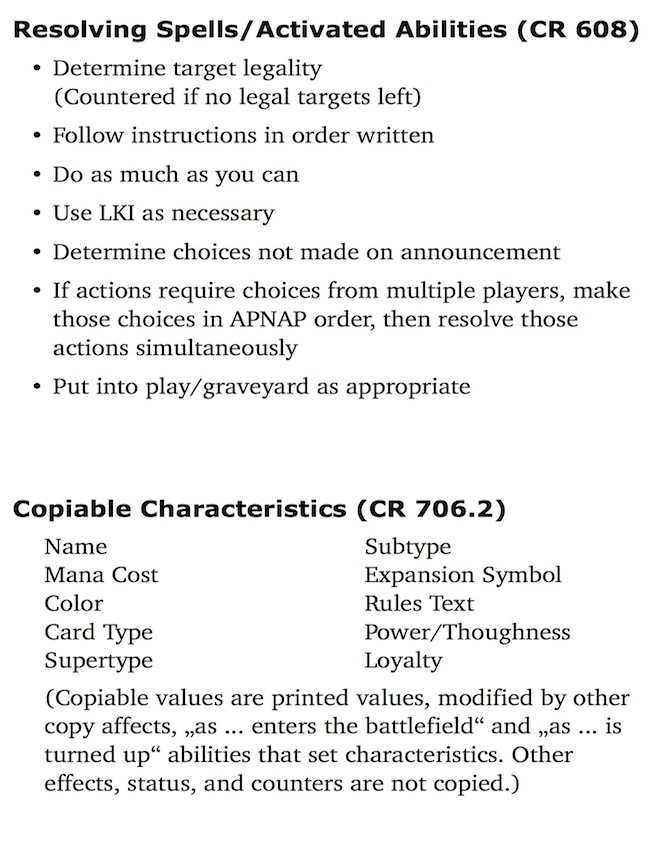 Resolving Spells/Activated Abilities (CR 608)
• Determine target legality
(Countered if no legal targets left)
• Follow instructions in order written
• Do as much as you can
• Use LKI as necessary
• Determine choices not made on announcement
• If actions require choices from multiple players, make
those choices in APNAP order, then resolve those
actions simultaneously
• Put into play/graveyard as appropriate
Copiable Characteristics (CR 706.2)
Name
Mana Cost
Color
Card Type
Supertype
Subtype
Expansion Symbol
Rules Text
Power/Thoughness
Loyalty
(Copiable values are printed values, modified by other
copy affects, „as ... enters the battlefield“ and „as ... is
turned up“ abilities that set characteristics. Other
effects, status, and counters are not copied.)